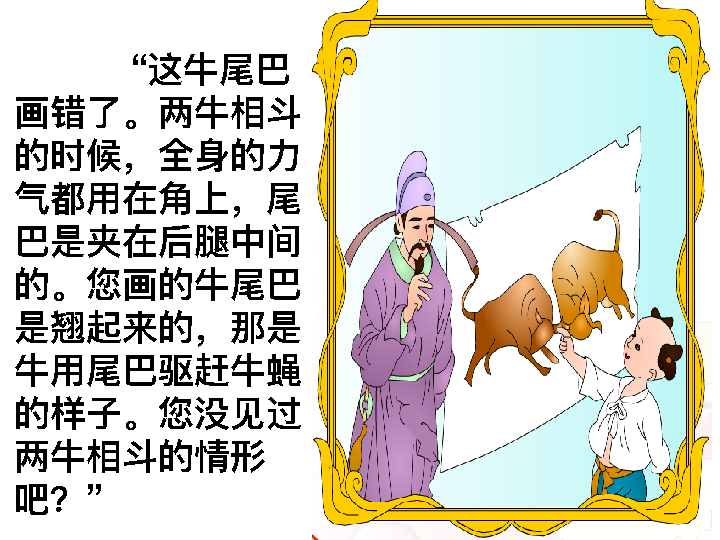 “这牛尾巴
画错了。两牛相斗
的时候，全身的力
气都用在角上，尾
巴是夹在后腿中间
的。您画的牛尾巴
是翘起来的，那是
牛用尾巴驱赶牛蝇
的样子。您没见过
两牛相斗的情形
吧？”